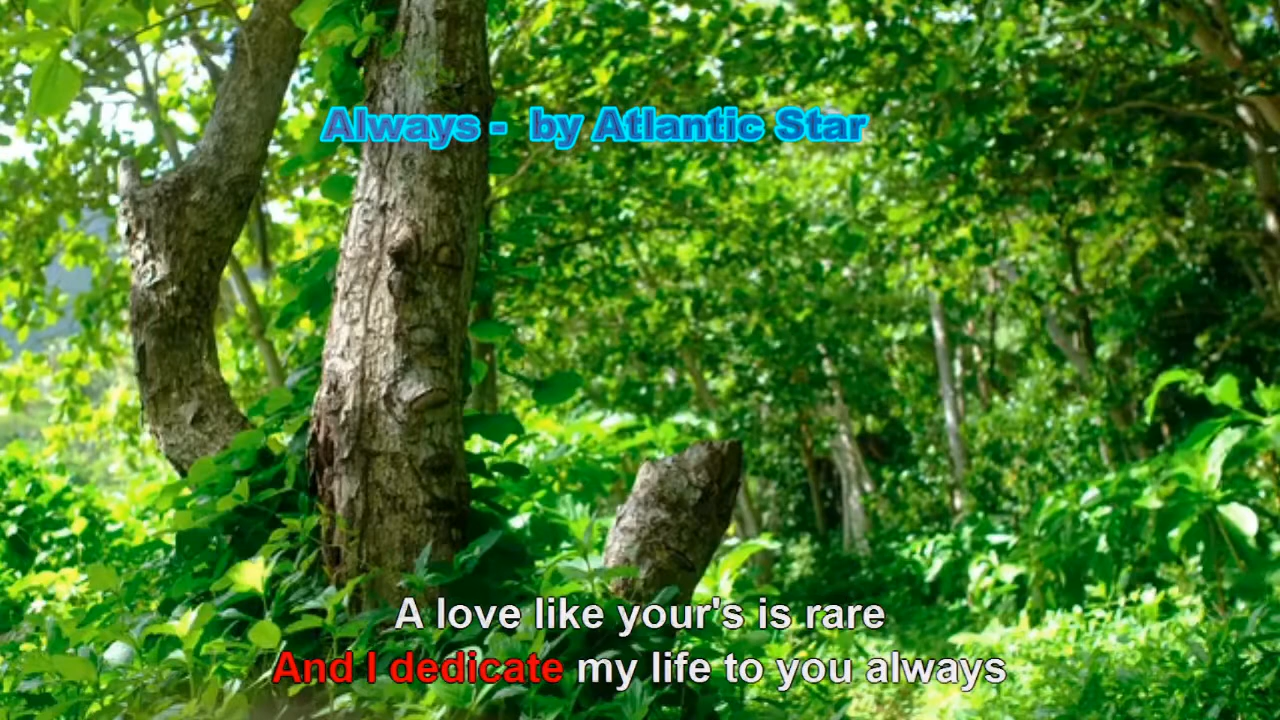 Always -  by Atlantic Star
A love like your's is rare
And I dedicate my life to you always